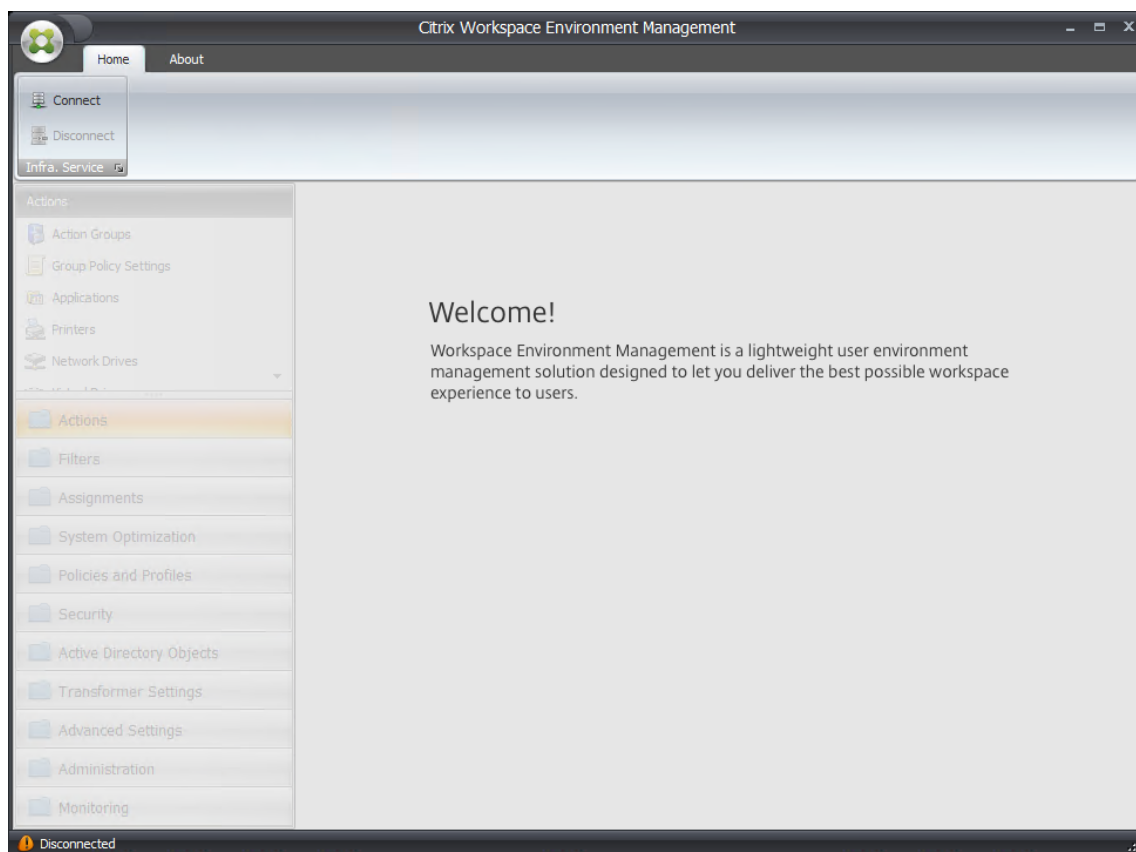 Citrix Workspace Environment Management
Home
About
Connect
Disconnect
Infra. Service
Actions
Action Groups
Group Policy Settings
Applications
Printers
Network Drives
Actions
Filters
Assignments
System Optimization
Policies and Profiles
Security
Active Directory Objects
Transformer Settings
Advanced Settings
Administration
Monitoring
Welcome!
Workspace Environment Management is a lightweight user environment
management solution designed to let you deliver the best possible workspace
experience to users.
Disconnected